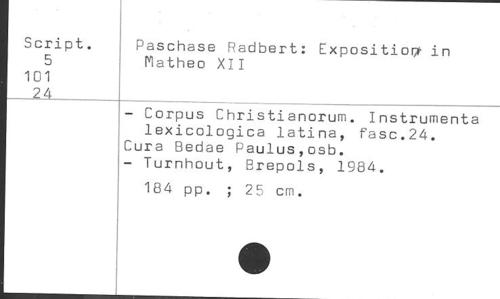 Script.
5
101
24
Paschase Radbert: Exposition in
Matheo XII
- Corpus Christianorum. Instrumenta
lexicologica latina, fasc.24.
Cura Bedae Paulus,osb.
- Turnhout, Brepols, 1984.
184 pp. ; 25 cm.